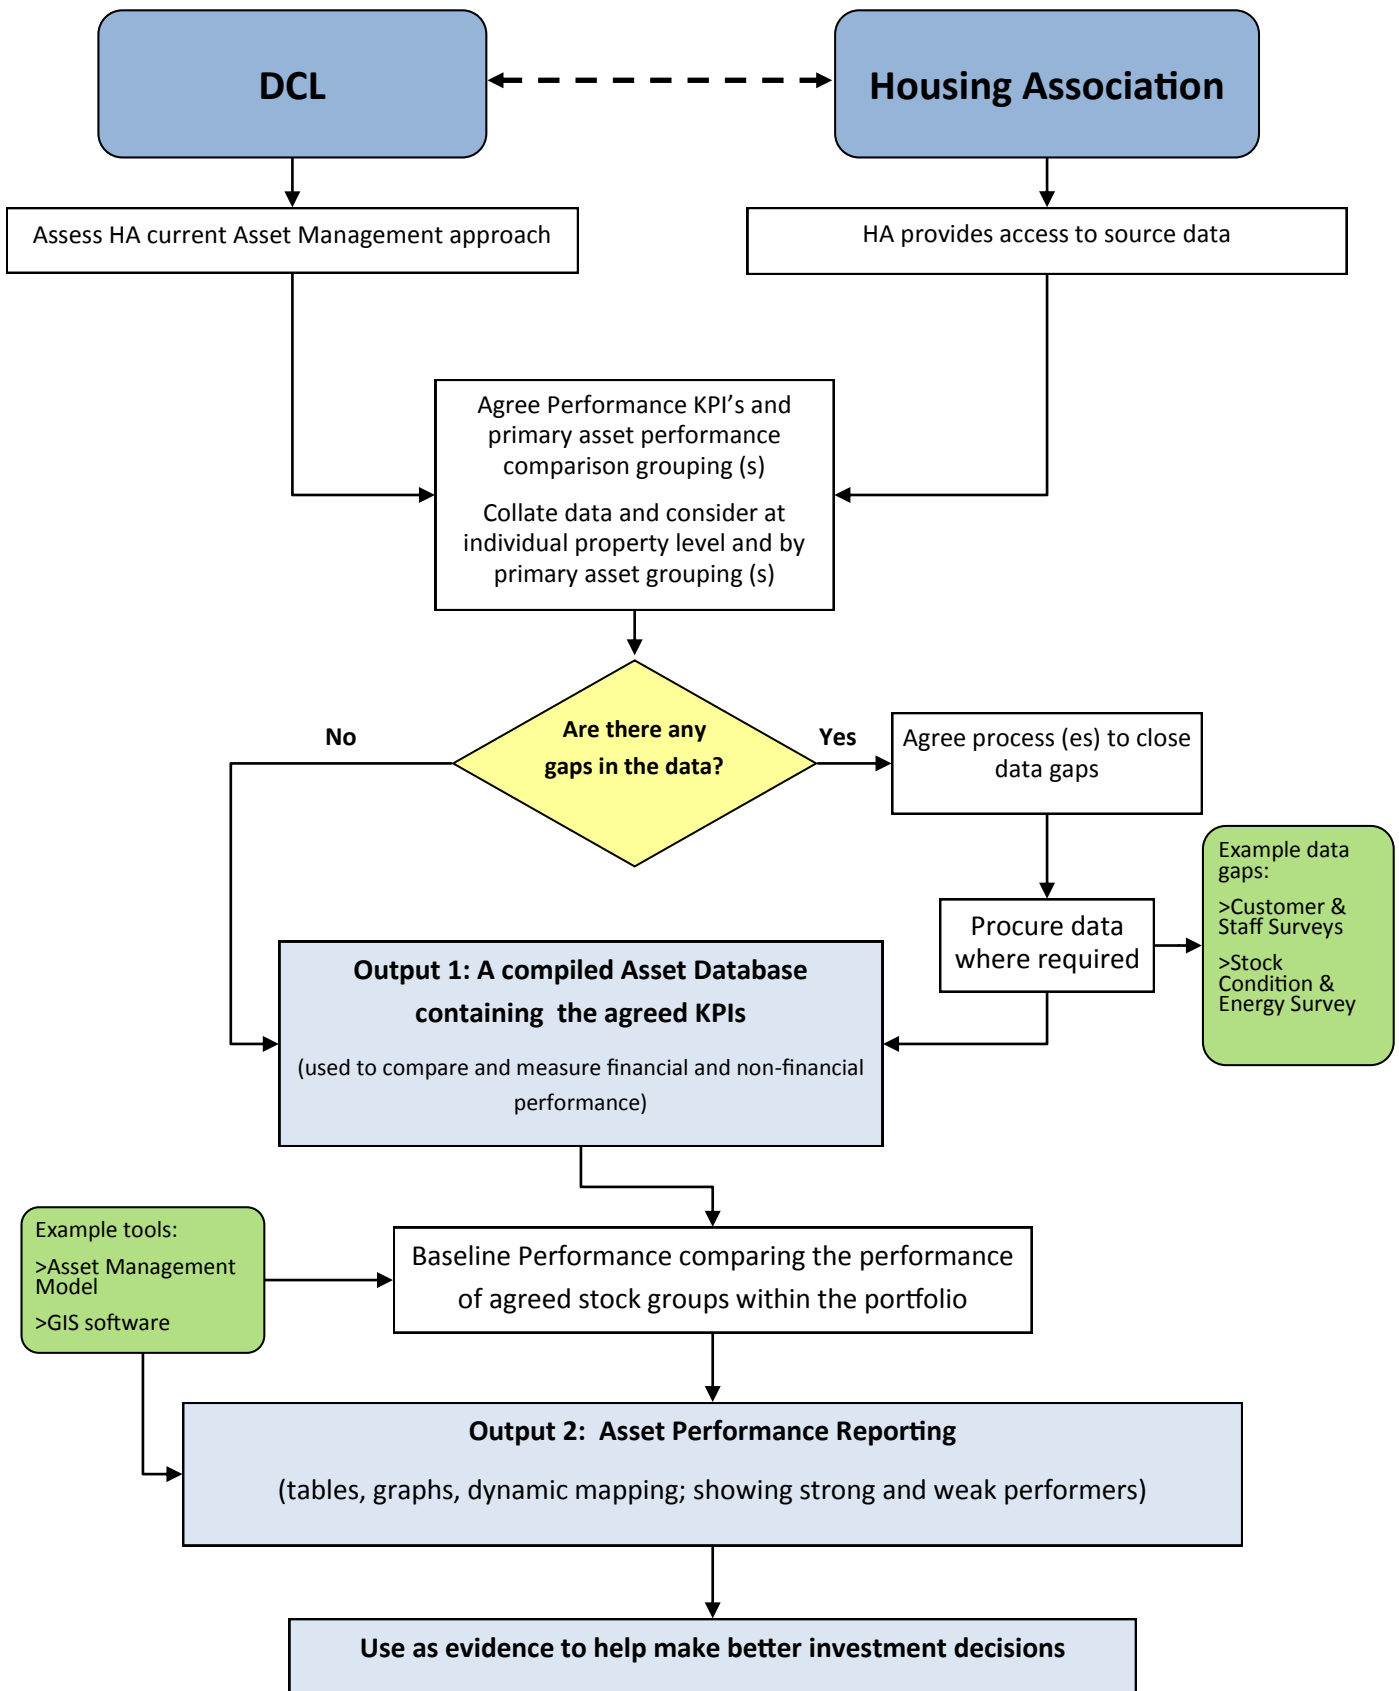 DCL
Housing Association
Assess HA current Asset Management approach
HA provides access to source data
Agree Performance KPI’s and
primary asset performance
comparison grouping (s)
Collate data and consider at
individual property level and by
primary asset grouping (s)
No
Are there any
gaps in the data?
Yes
Agree process (es) to close
data gaps
Example data
gaps:
>Customer &
Staff Surveys
>Stock
Condition &
Energy Survey
Procure data
where required
Output 1: A compiled Asset Database
containing  the agreed KPIs
(used to compare and measure financial and non-financial
performance)
Example tools:
>Asset Management
Model
>GIS software
Baseline Performance comparing the performance
of agreed stock groups within the portfolio
Output 2:  Asset Performance Reporting
(tables, graphs, dynamic mapping; showing strong and weak performers)
Use as evidence to help make better investment decisions